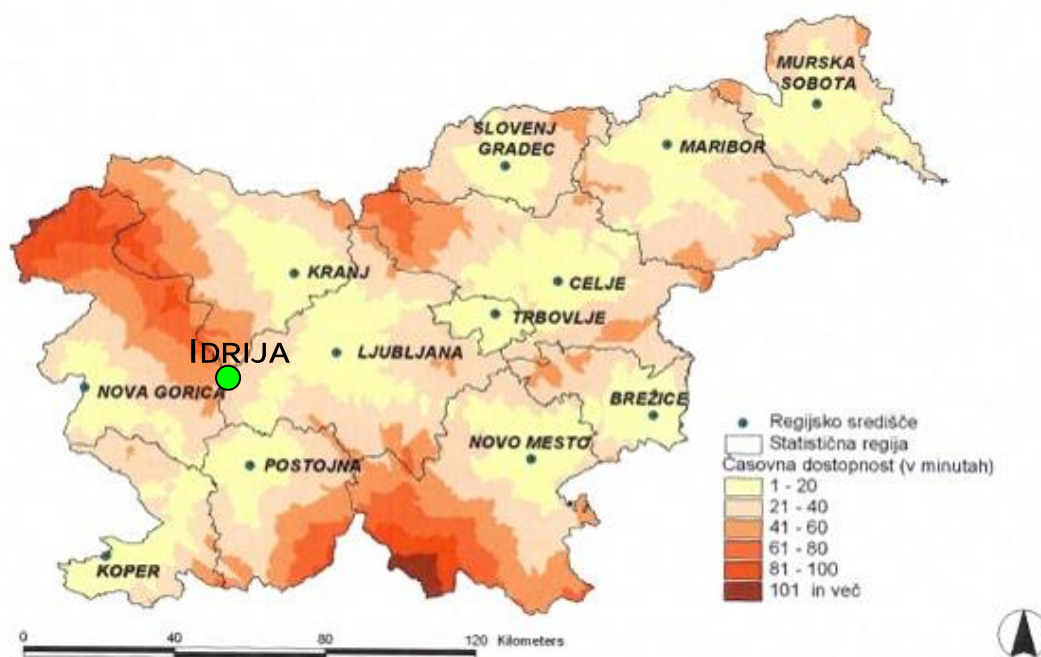 MURSKA
SOBOTA
SLOVENJ
GRADEC
MARIBOR
KRANJ
CELJE
TRBOVLJE
IDRIJA
LJUBLJANA
NOVA GORICA
BREŽICE
NOVO MESTO
POSTOJNA
KOPER
Regijsko središče
Statistična regija
Časovna dostopnost (v minutah)
1 - 20
21 - 40
41 - 60
61 - 80
81 - 100
101 in več
0 40 80 120 Kilometers